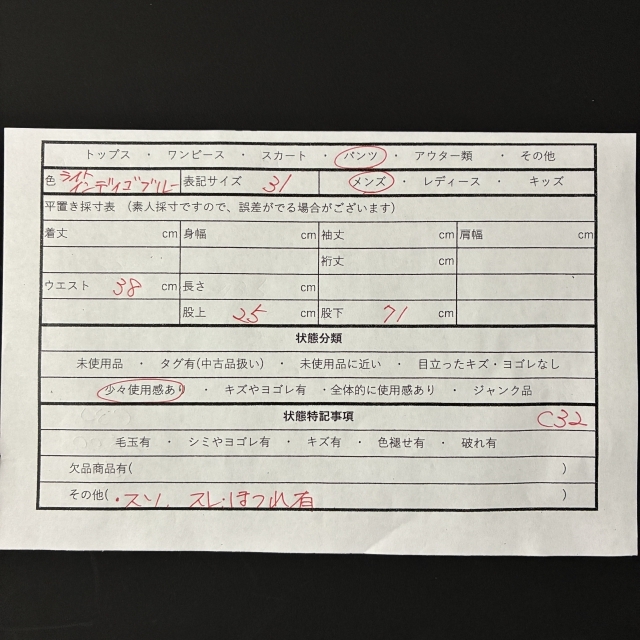 トップス ・ ワンピース ・ スカート ・ パンツ ・ アウター類 ・ その他
色 ライトインディゴブルー 表記サイズ 31 メンズ ・ レディース ・ キッズ
平置き採寸表 (素人採寸ですので、誤差がでる場合がございます)
着丈 cm 身幅 cm 袖丈 cm 肩幅 cm
裄丈 cm
ウエスト 38 cm 長さ cm
股上 25 cm 股下 71 cm
状態分類
未使用品 ・ タグ有(中古品扱い) ・ 未使用品に近い ・ 目立ったキズ・ヨゴレなし
少々使用感あり ・ キズやヨゴレ有 ・全体的に使用感あり ・ ジャンク品
状態特記事項 C32
毛玉有 ・ シミやヨゴレ有 ・ キズ有 ・ 色褪せ有 ・ 破れ有
欠品商品有( )
その他( ・スソ、スレ・ほつれ有 )